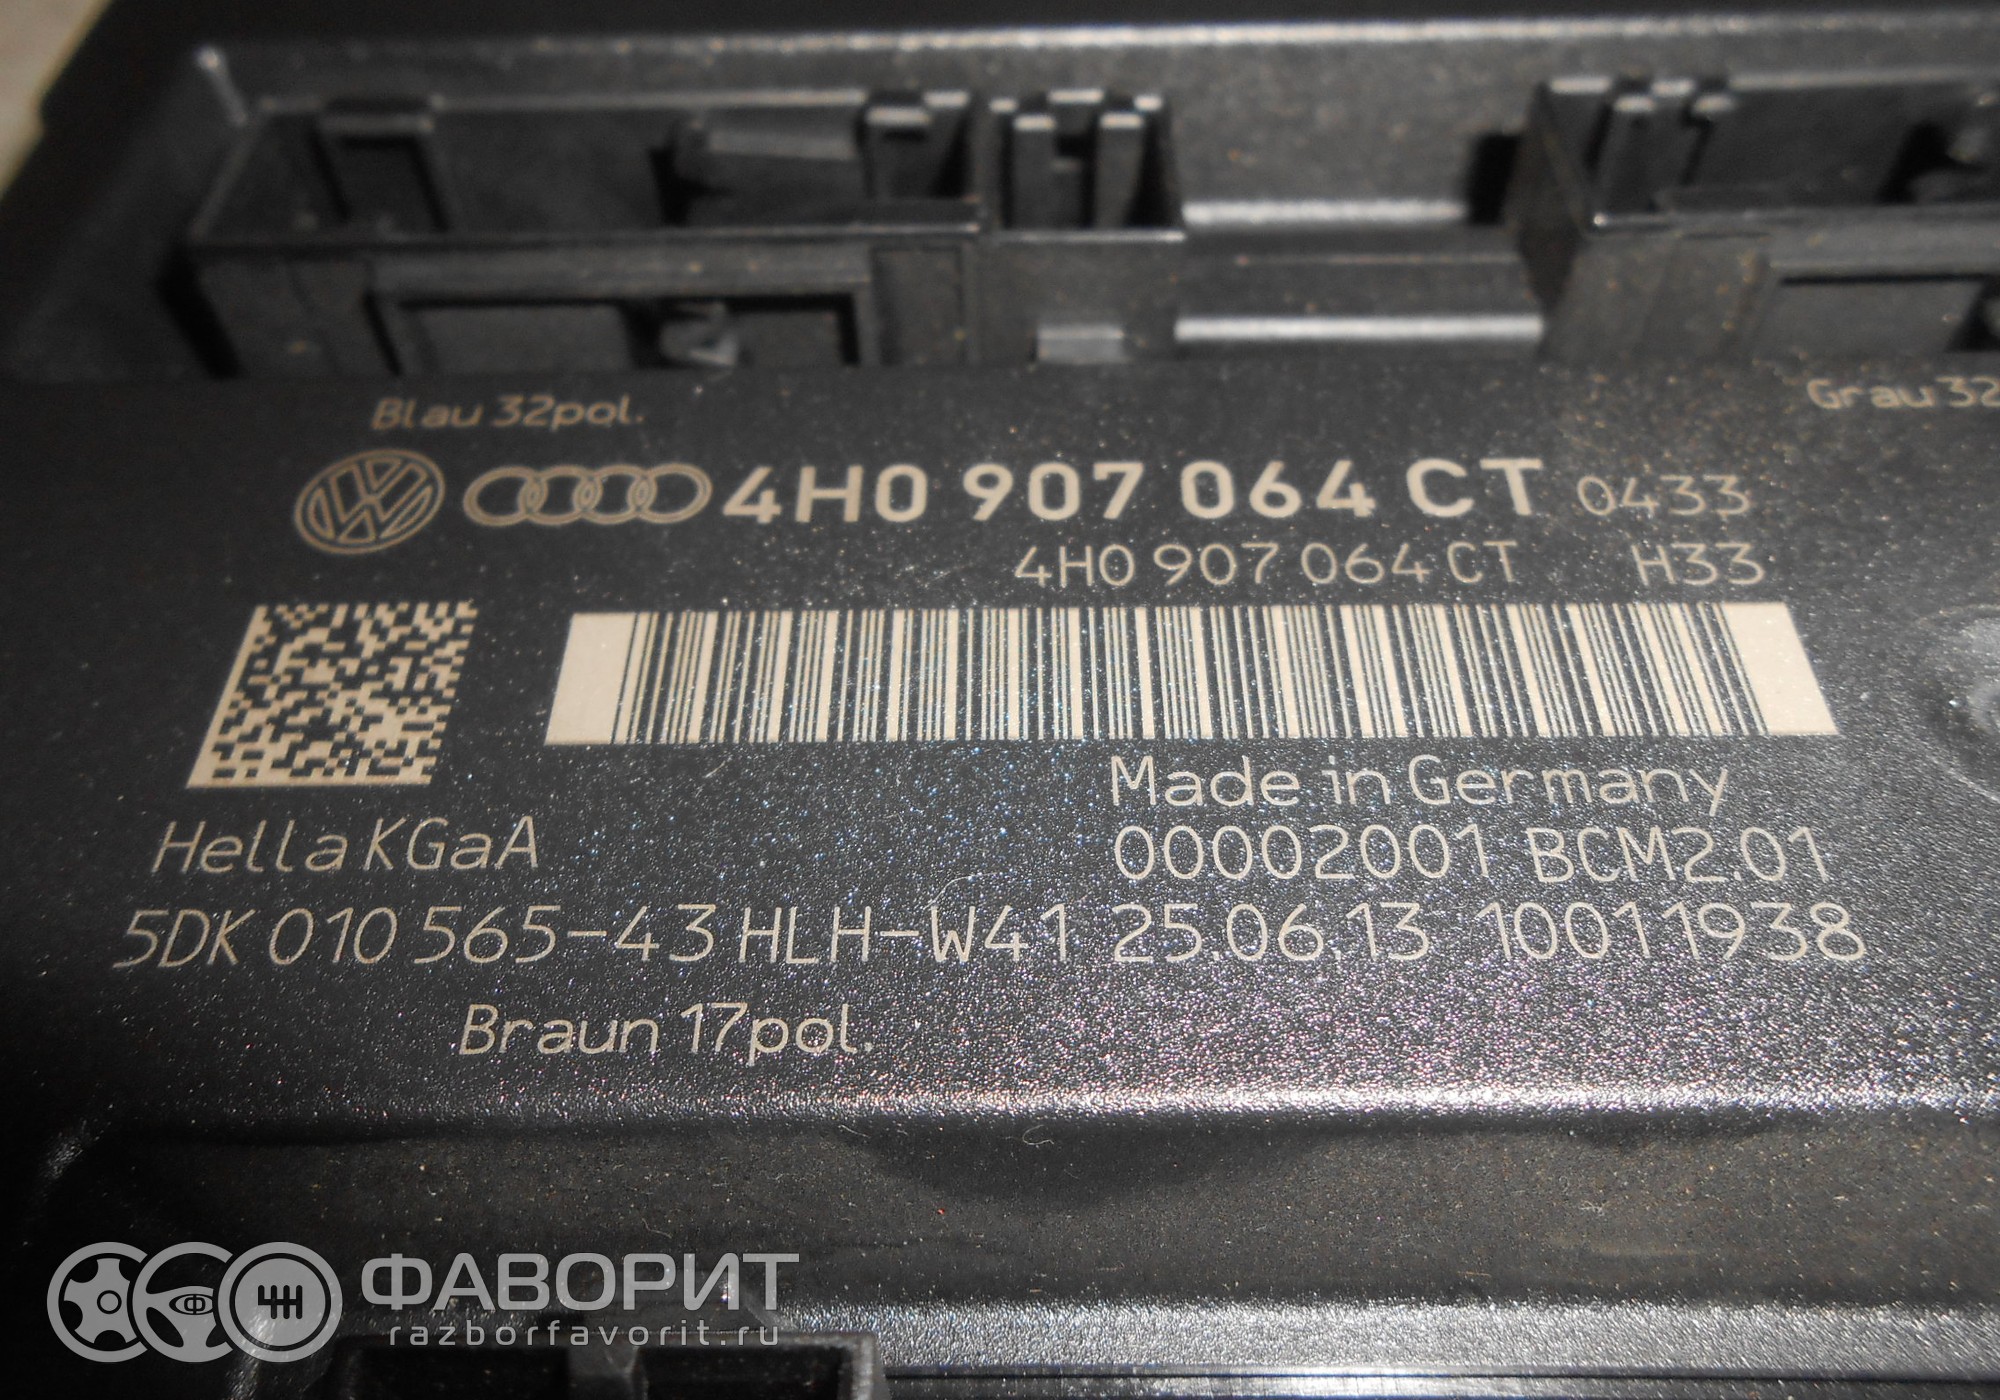 Blau 32pol.
Grau 32
4H0 907 064 CT 0433
4H0 907 064 CT H33
Made in Germany
Hella KGaA
00002001 BCM2.01
5DK 010 565-43 HLH-W41 25.06.13 10011938
Braun 17pol.
ФАВОРИТ
razborfavorit.ru